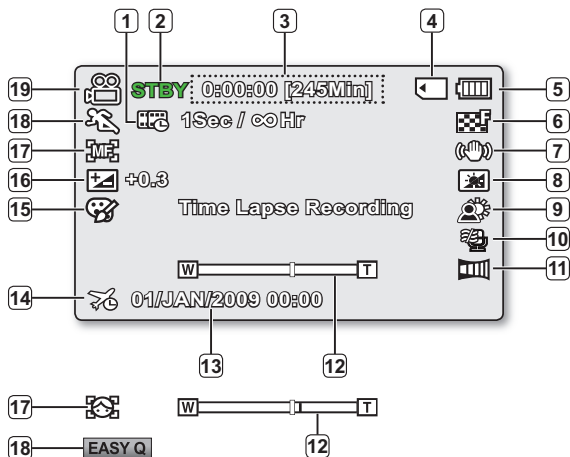 1 2 3 4
19 STBY 0:00:00 [245Min] 5
18 1Sec / ∞Hr F 6
17 MF 7
16 +0.3 8
15 Time Lapse Recording 9
10
W T 11
14 01/JAN/2009 00:00
13 12
17 W T
18 EASY Q 12